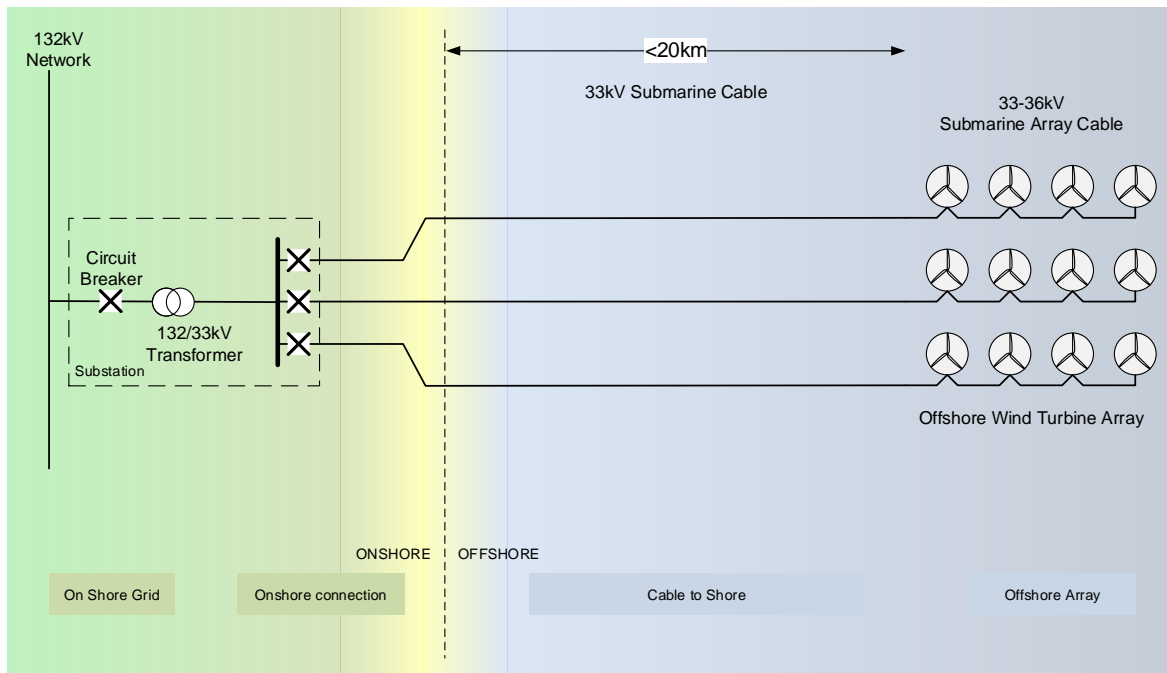 132kV
Network
<20km
33kV Submarine Cable
33-36kV
Submarine Array Cable
Circuit
Breaker
132/33kV
Transformer
Substation
Offshore Wind Turbine Array
ONSHORE
OFFSHORE
On Shore Grid
Onshore connection
Cable to Shore
Offshore Array